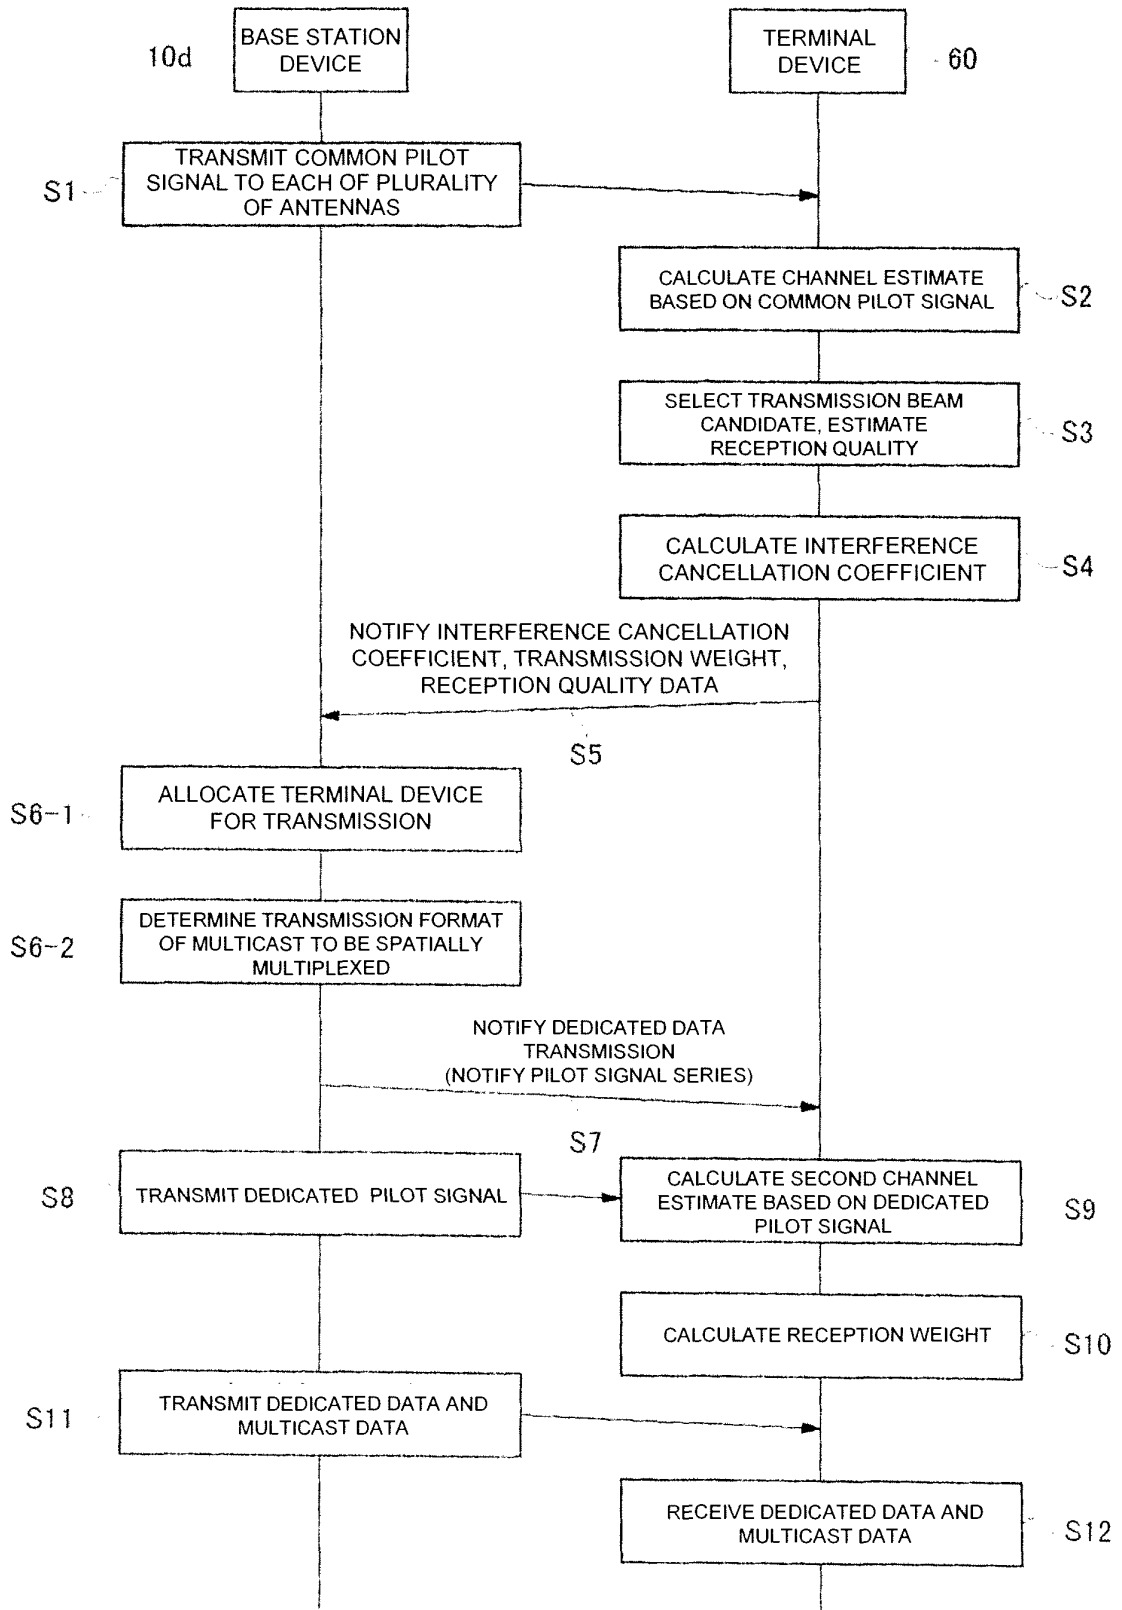 BASE STATION
DEVICE
10d
TERMINAL
DEVICE
60
TRANSMIT COMMON PILOT
SIGNAL TO EACH OF PLURALITY
OF ANTENNAS
S1
CALCULATE CHANNEL ESTIMATE
BASED ON COMMON PILOT SIGNAL
S2
SELECT TRANSMISSION BEAM
CANDIDATE, ESTIMATE
RECEPTION QUALITY
S3
CALCULATE INTERFERENCE
CANCELLATION COEFFICIENT
S4
NOTIFY INTERFERENCE CANCELLATION
COEFFICIENT, TRANSMISSION WEIGHT,
RECEPTION QUALITY DATA
S5
ALLOCATE TERMINAL DEVICE
FOR TRANSMISSION
S6-1
DETERMINE TRANSMISSION FORMAT
OF MULTICAST TO BE SPATIALLY
MULTIPLEXED
S6-2
NOTIFY DEDICATED DATA
TRANSMISSION
(NOTIFY PILOT SIGNAL SERIES)
S7
S8
TRANSMIT DEDICATED PILOT SIGNAL
CALCULATE SECOND CHANNEL
ESTIMATE BASED ON DEDICATED
PILOT SIGNAL
S9
CALCULATE RECEPTION WEIGHT
S10
S11
TRANSMIT DEDICATED DATA AND
MULTICAST DATA
RECEIVE DEDICATED DATA AND
MULTICAST DATA
S12